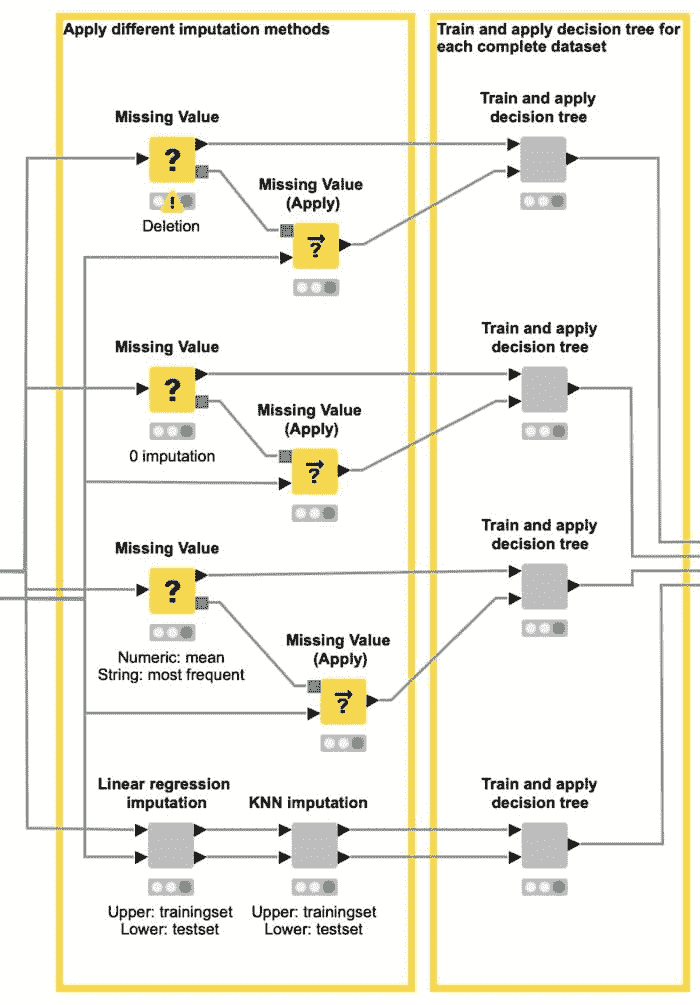 Apply different imputation methods
Train and apply decision tree for
each complete dataset
Missing Value
?
!
Deletion
Missing Value
(Apply)
?
Train and apply
decision tree
Missing Value
?
0 imputation
Missing Value
(Apply)
?
Train and apply
decision tree
Missing Value
?
Numeric: mean
String: most frequent
Missing Value
(Apply)
?
Train and apply
decision tree
Linear regression
imputation
Upper: trainingset
Lower: testset
KNN imputation
Upper: trainingset
Lower: testset
Train and apply
decision tree